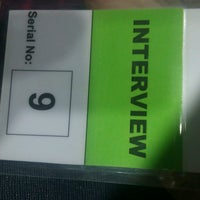 INTERVIEW
Serial No: 9